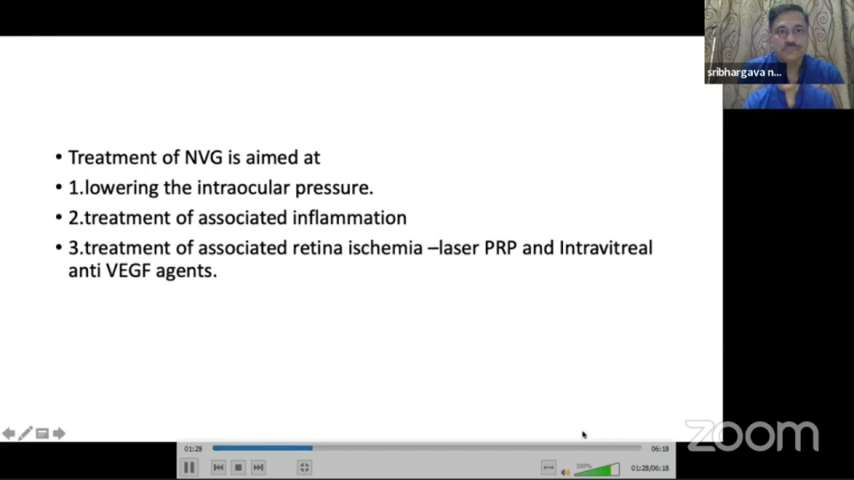 sribhargava n...
• Treatment of NVG is aimed at
• 1.lowering the intraocular pressure.
• 2.treatment of associated inflammation
• 3.treatment of associated retina ischemia –laser PRP and Intravitreal
anti VEGF agents.
zoom
01:28
06:18
100%
01:28/06:18